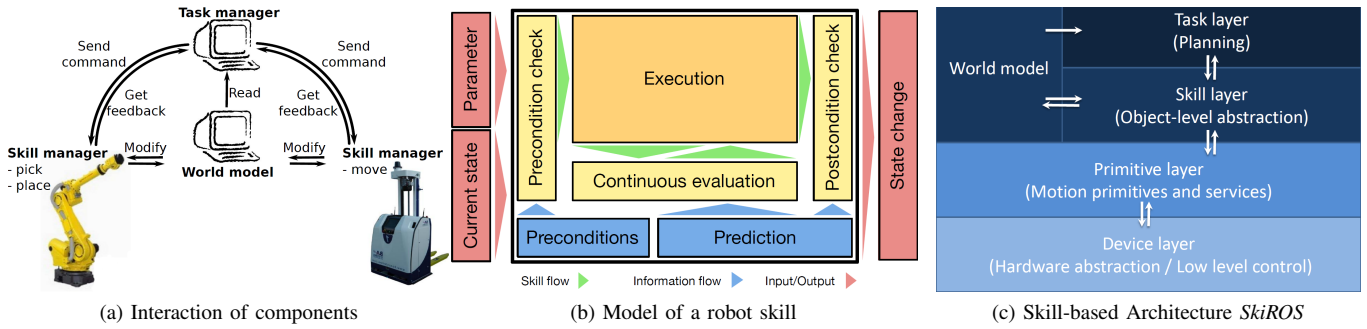 Task manager
Send
command
Send
command
Get
feedback
Read
Get
feedback
Skill manager
- pick
- place
Modify
World model
Modify
Skill manager
- move
(a) Interaction of components
Parameter
Current state
Precondition check
Execution
Continuous evaluation
Postcondition check
State change
Preconditions
Prediction
Skill flow
Information flow
Input/Output
(b) Model of a robot skill
World model
Task layer
(Planning)
Skill layer
(Object-level abstraction)
Primitive layer
(Motion primitives and services)
Device layer
(Hardware abstraction / Low level control)
(c) Skill-based Architecture SkiROS